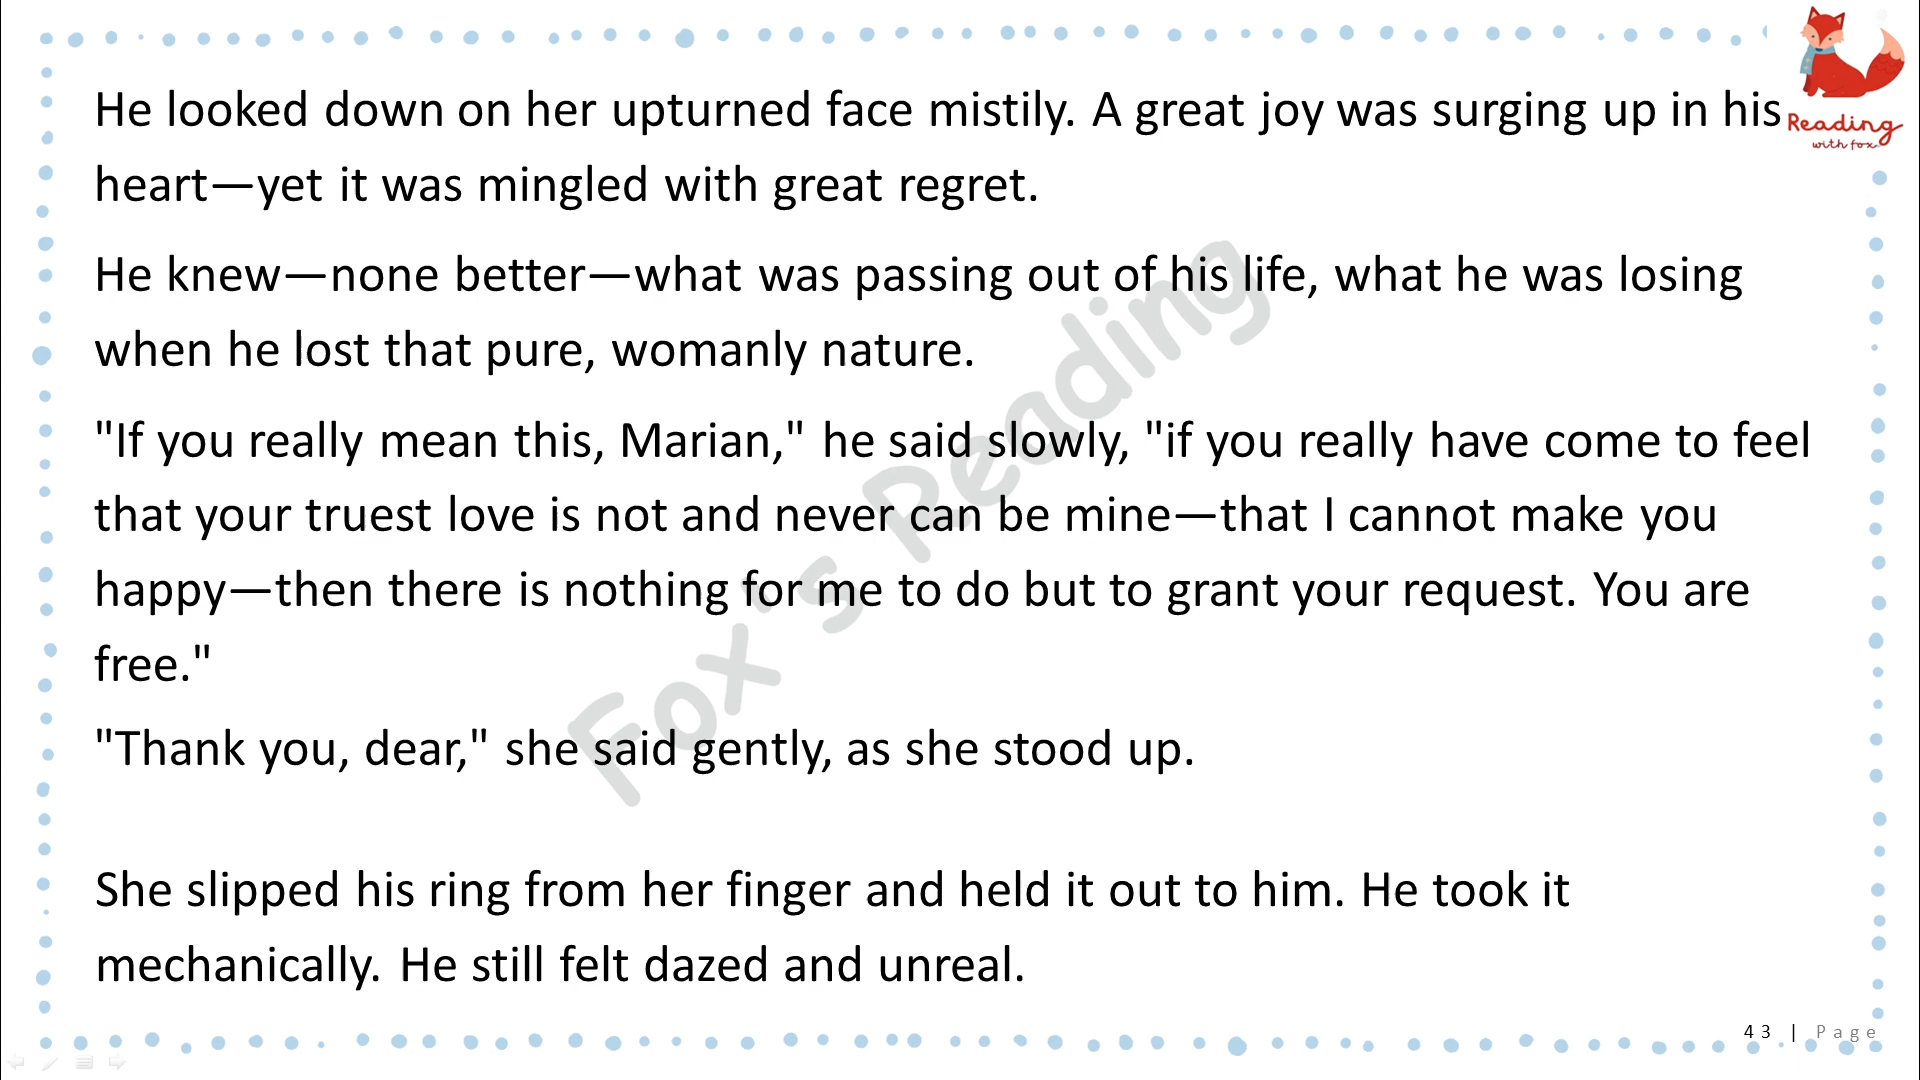 He looked down on her upturned face mistily. A great joy was surging up in his
heart—yet it was mingled with great regret.
He knew—none better—what was passing out of his life, what he was losing
when he lost that pure, womanly nature.
"If you really mean this, Marian," he said slowly, "if you really have come to feel
that your truest love is not and never can be mine—that I cannot make you
happy—then there is nothing for me to do but to grant your request. You are
free."
"Thank you, dear," she said gently, as she stood up.
She slipped his ring from her finger and held it out to him. He took it
mechanically. He still felt dazed and unreal.
Reading
with fox
Fox's Reading
43 | Page